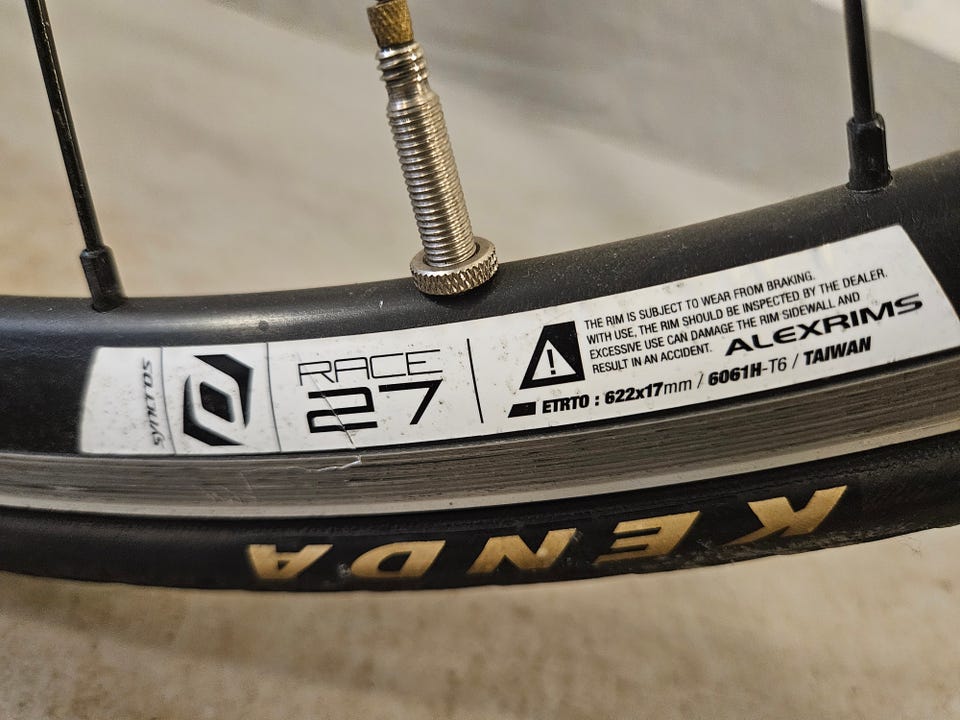 syncros
RACE
27
THE RIM IS SUBJECT TO WEAR FROM BRAKING.
WITH USE, THE RIM SHOULD BE INSPECTED BY THE DEALER.
EXCESSIVE USE CAN DAMAGE THE RIM SIDEWALL AND
RESULT IN AN ACCIDENT. ALEXRIMS
ETRTO : 622x17mm / 6061H-T6 / TAIWAN
KENDA